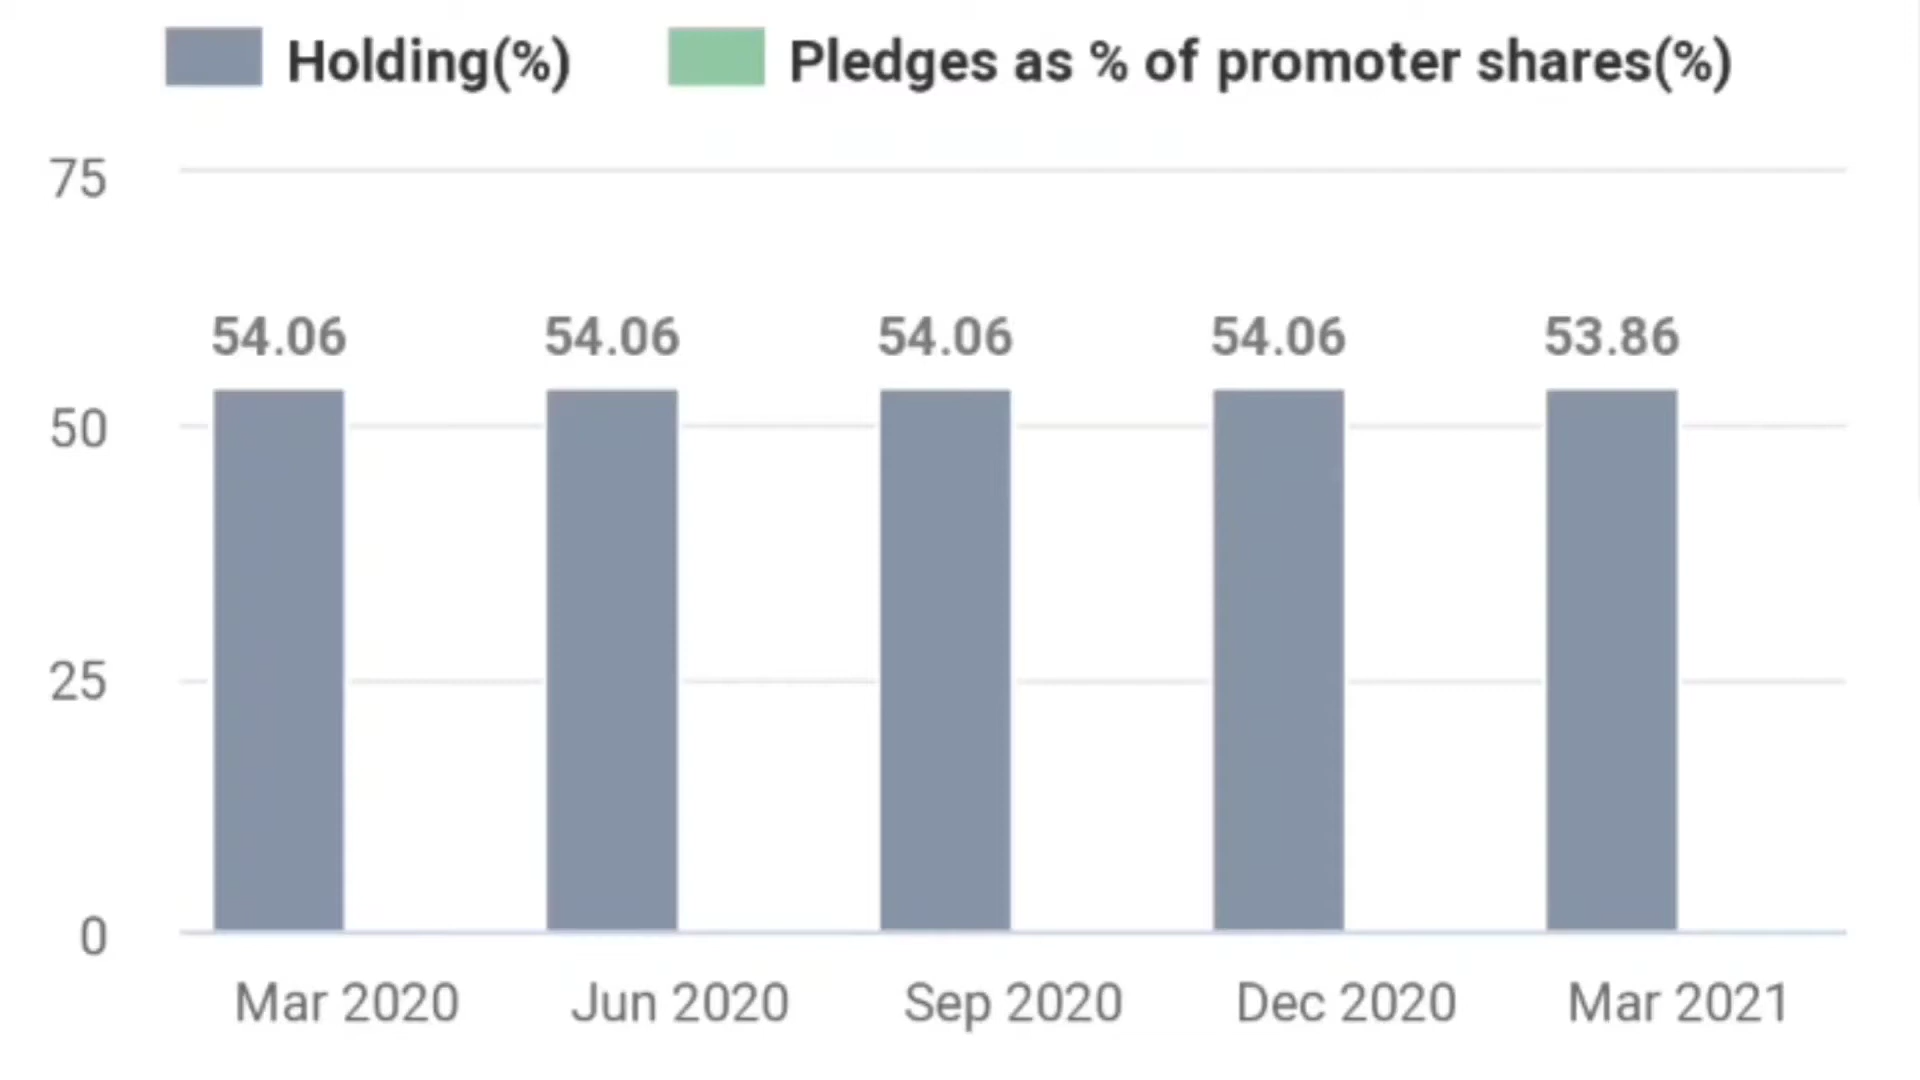 Holding(%) Pledges as % of promoter shares(%)
75
54.06 54.06 54.06 54.06 53.86
50
25
0
Mar 2020 Jun 2020 Sep 2020 Dec 2020 Mar 2021